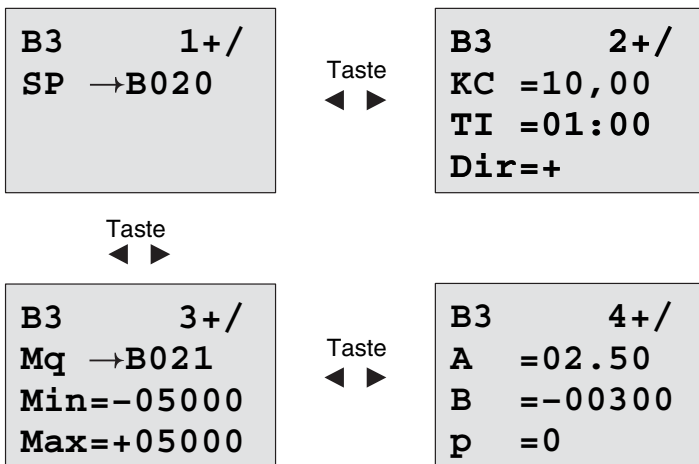 B3 1+/
SP →B020
Taste
◄ ►
B3 2+/
KC =10,00
TI =01:00
Dir=+
Taste
◄ ►
B3 3+/
Mq →B021
Min=–05000
Max=+05000
Taste
◄ ►
B3 4+/
A =02.50
B =–00300
p =0